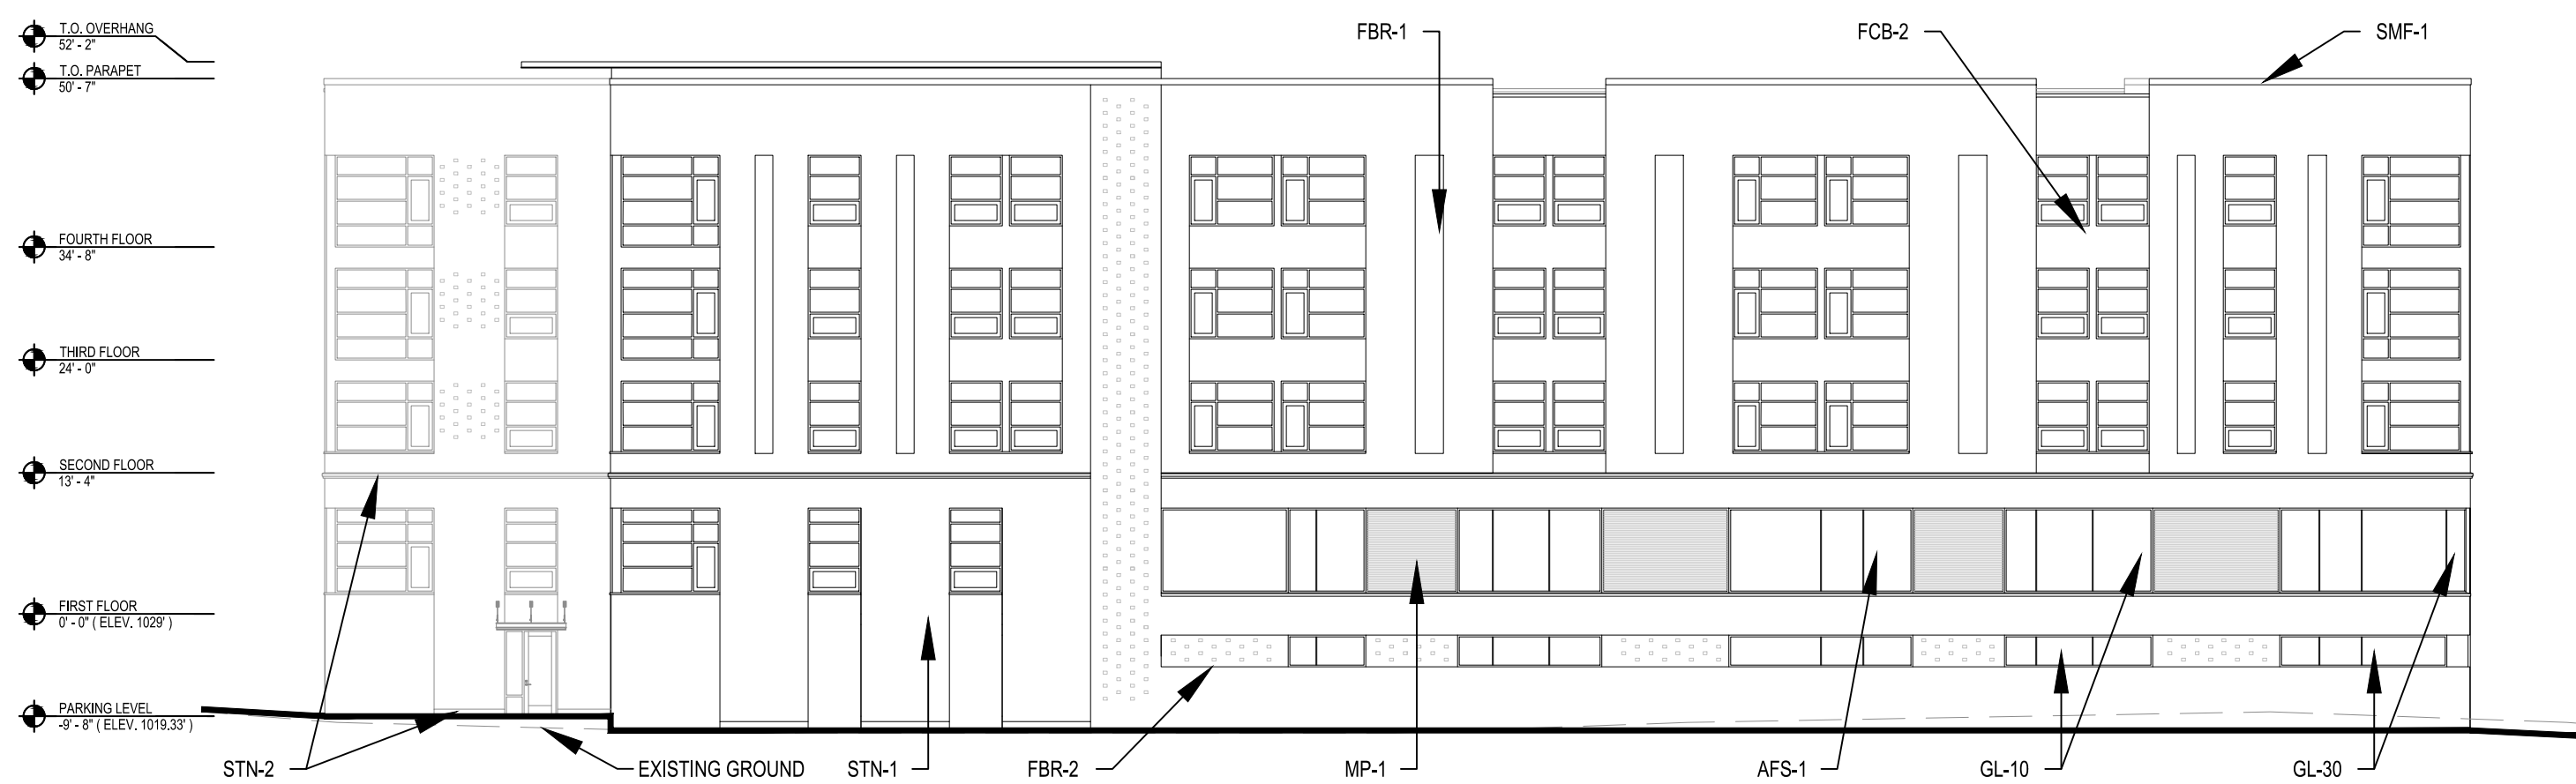 T.O. OVERHANG
52' - 2"
T.O. PARAPET
50' - 7"
FOURTH FLOOR
34' - 8"
THIRD FLOOR
24' - 0"
SECOND FLOOR
13' - 4"
FIRST FLOOR
0' - 0" ( ELEV. 1029' )
PARKING LEVEL
-9' - 8" ( ELEV. 1019.33' )
FBR-1
FCB-2
SMF-1
STN-2
EXISTING GROUND
STN-1
FBR-2
MP-1
AFS-1
GL-10
GL-30